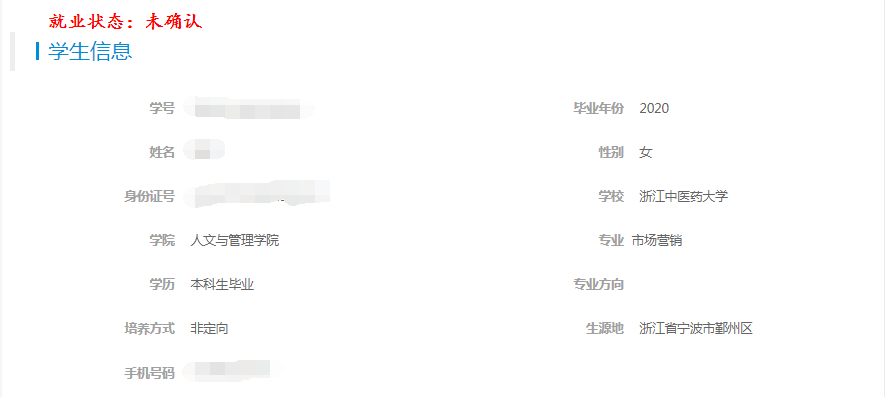 就业状态：未确认
学生信息
学号 毕业年份 2020
姓名 性别 女
身份证号 学校 浙江中医药大学
学院 人文与管理学院 专业 市场营销
学历 本科生毕业 专业方向
培养方式 非定向 生源地 浙江省宁波市鄞州区
手机号码